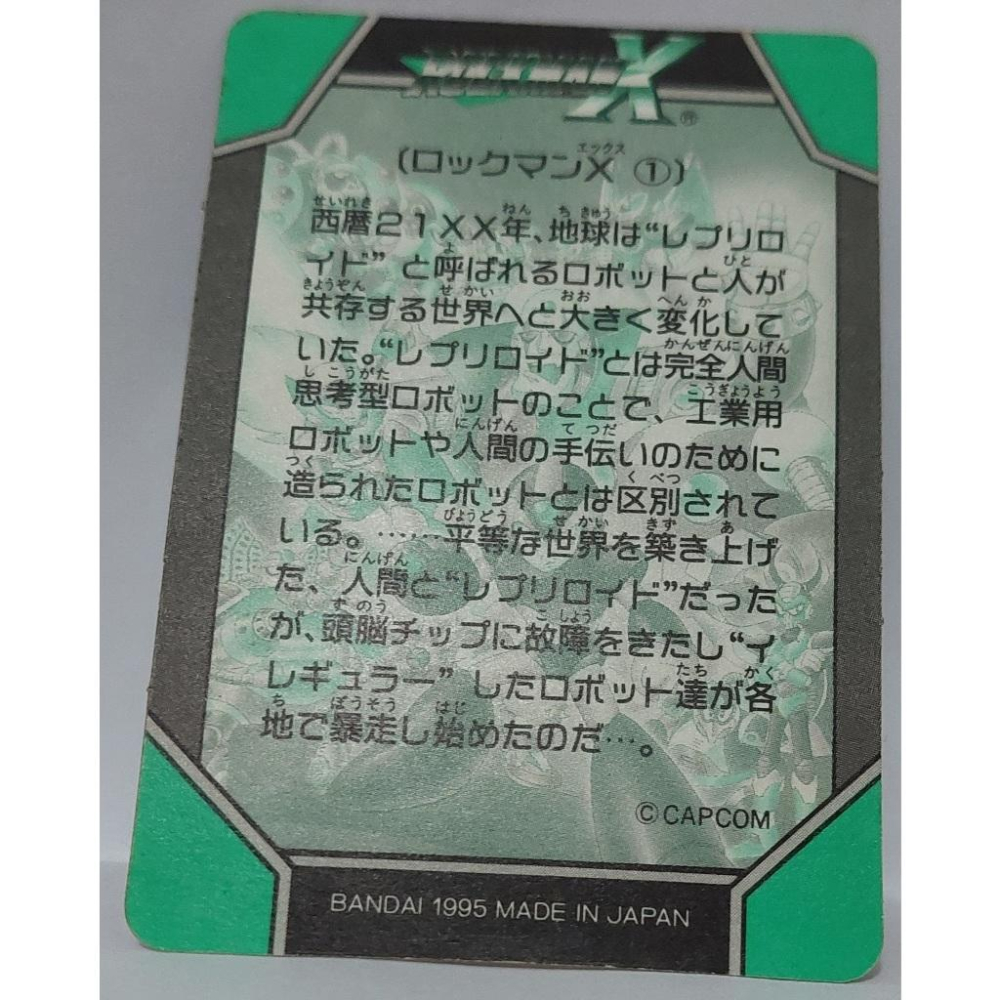 ROCKMAN X ®
(ロックマンX ①)
西暦21XX年、地球は“レプリロ
イド” と呼ばれるロボットと人が
共存する世界へと大きく変化して
いた。“レプリロイド”とは完全人間
思考型ロボットのことで、工業用
ロボットや人間の手伝いのために
造られたロボットとは区別されて
いる。……平等な世界を築き上げ
た、人間と“レプリロイド”だった
が、頭脳チップに故障をきたし“イ
レギュラー” したロボット達が各
地で暴走し始めたのだ…。
©CAPCOM
BANDAI 1995 MADE IN JAPAN